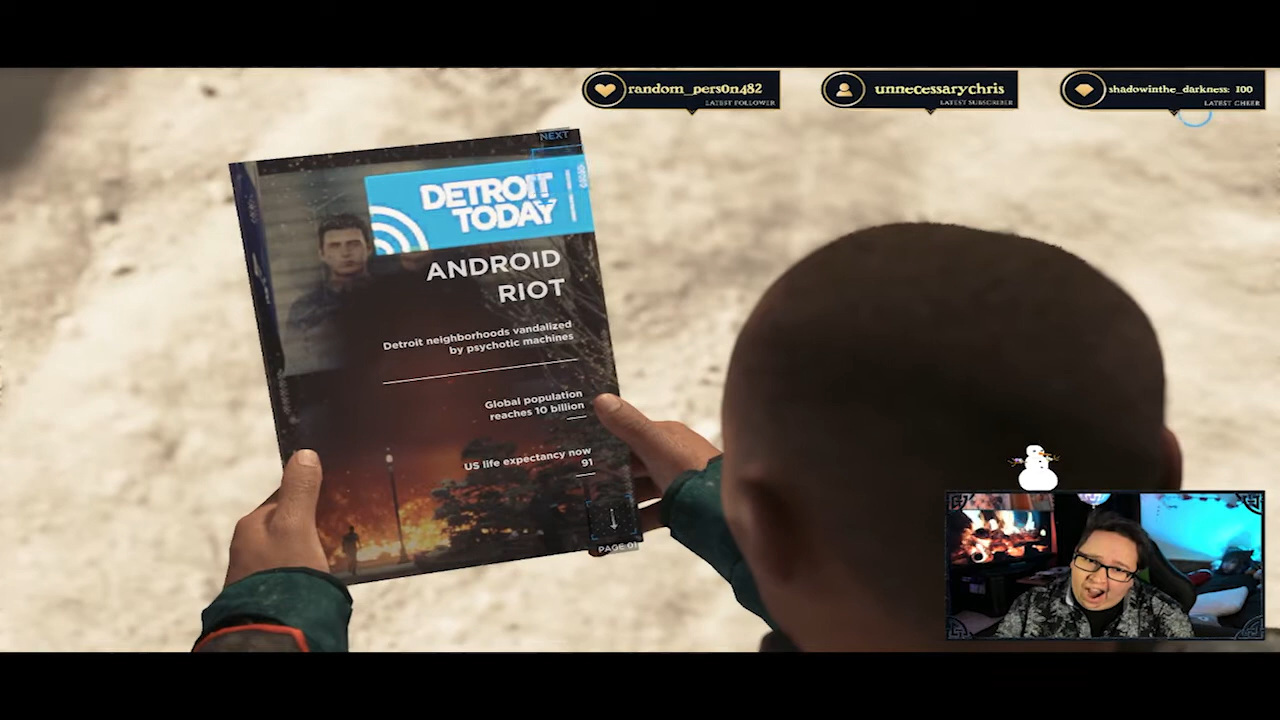 random_pers0n482
LATEST FOLLOWER
unnecessarychris
LATEST SUBSCRIBER
shadowinthe_darkness: 100
LATEST CHEER
NEXT
DETROIT
TODAY
ANDROID
RIOT
Detroit neighborhoods vandalized
by psychotic machines
Global population
reaches 10 billion
US life expectancy now
91
PAGE 01